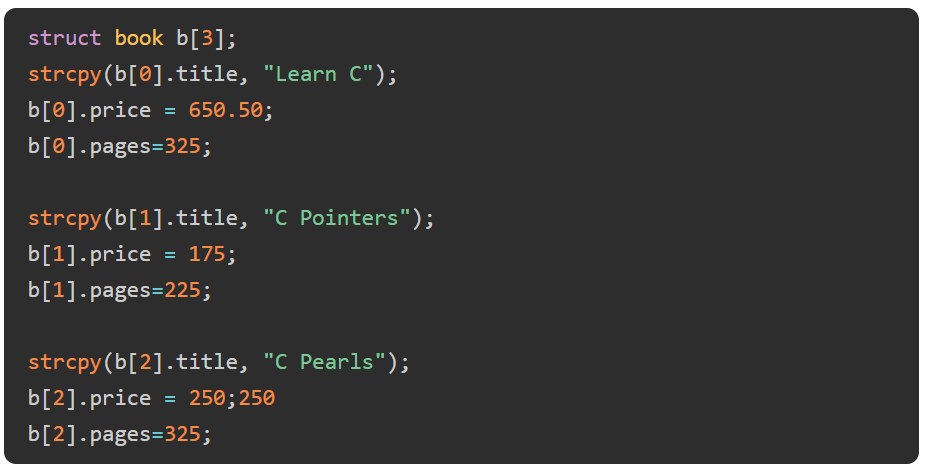 struct book b[3];
strcpy(b[0].title, "Learn C");
b[0].price = 650.50;
b[0].pages=325;

strcpy(b[1].title, "C Pointers");
b[1].price = 175;
b[1].pages=225;

strcpy(b[2].title, "C Pearls");
b[2].price = 250;250
b[2].pages=325;